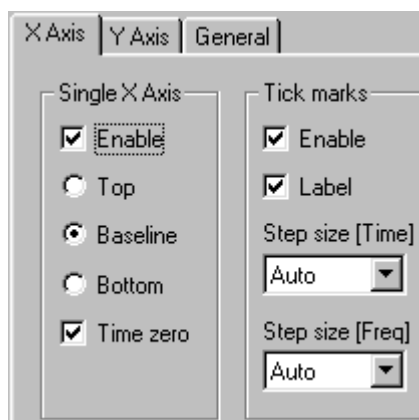 X Axis Y Axis General
Single X Axis
Enable
Top
Baseline
Bottom
Time zero
Tick marks
Enable
Label
Step size [Time]
Auto
Step size [Freq]
Auto